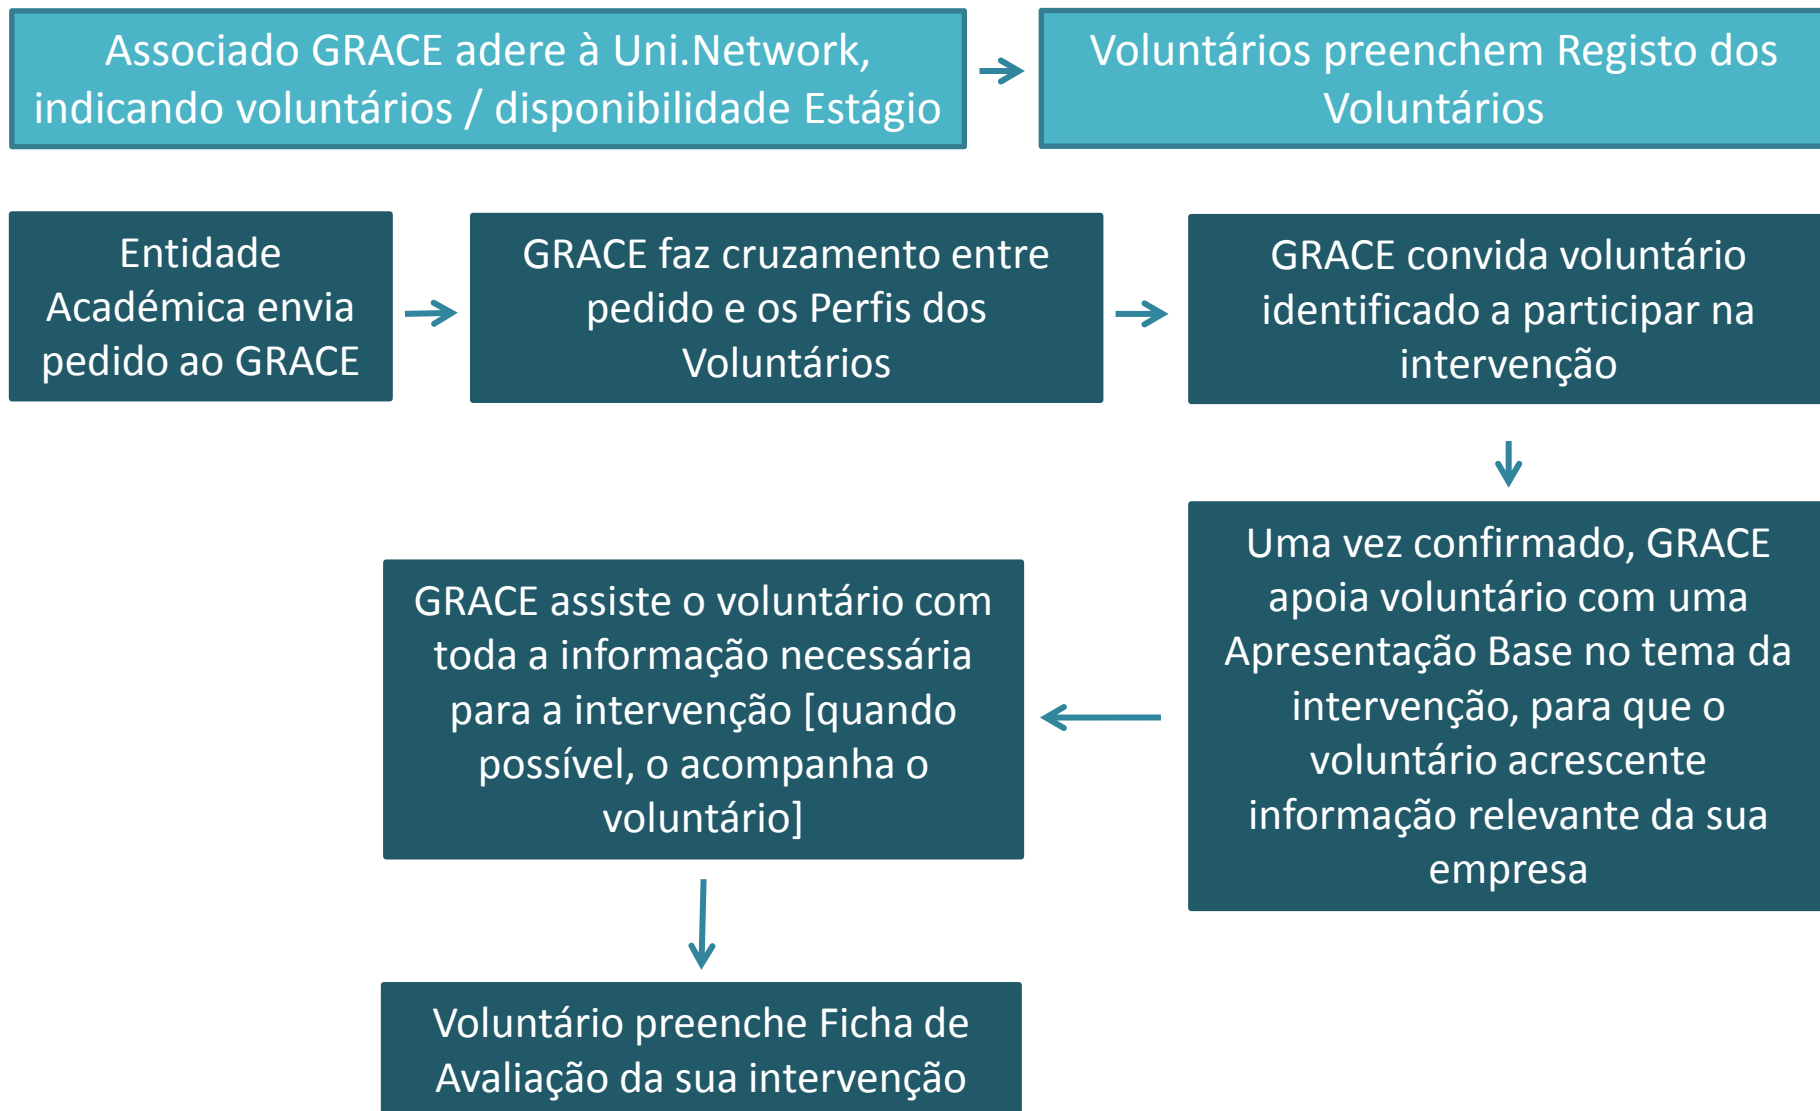 Associado GRACE adere à Uni.Network,
indicando voluntários / disponibilidade Estágio
Voluntários preenchem Registo dos
Voluntários
Entidade
Académica envia
pedido ao GRACE
GRACE faz cruzamento entre
pedido e os Perfis dos
Voluntários
GRACE convida voluntário
identificado a participar na
intervenção
Uma vez confirmado, GRACE
apoia voluntário com uma
Apresentação Base no tema da
intervenção, para que o
voluntário acrescente
informação relevante da sua
empresa
GRACE assiste o voluntário com
toda a informação necessária
para a intervenção [quando
possível, o acompanha o
voluntário]
Voluntário preenche Ficha de
Avaliação da sua intervenção